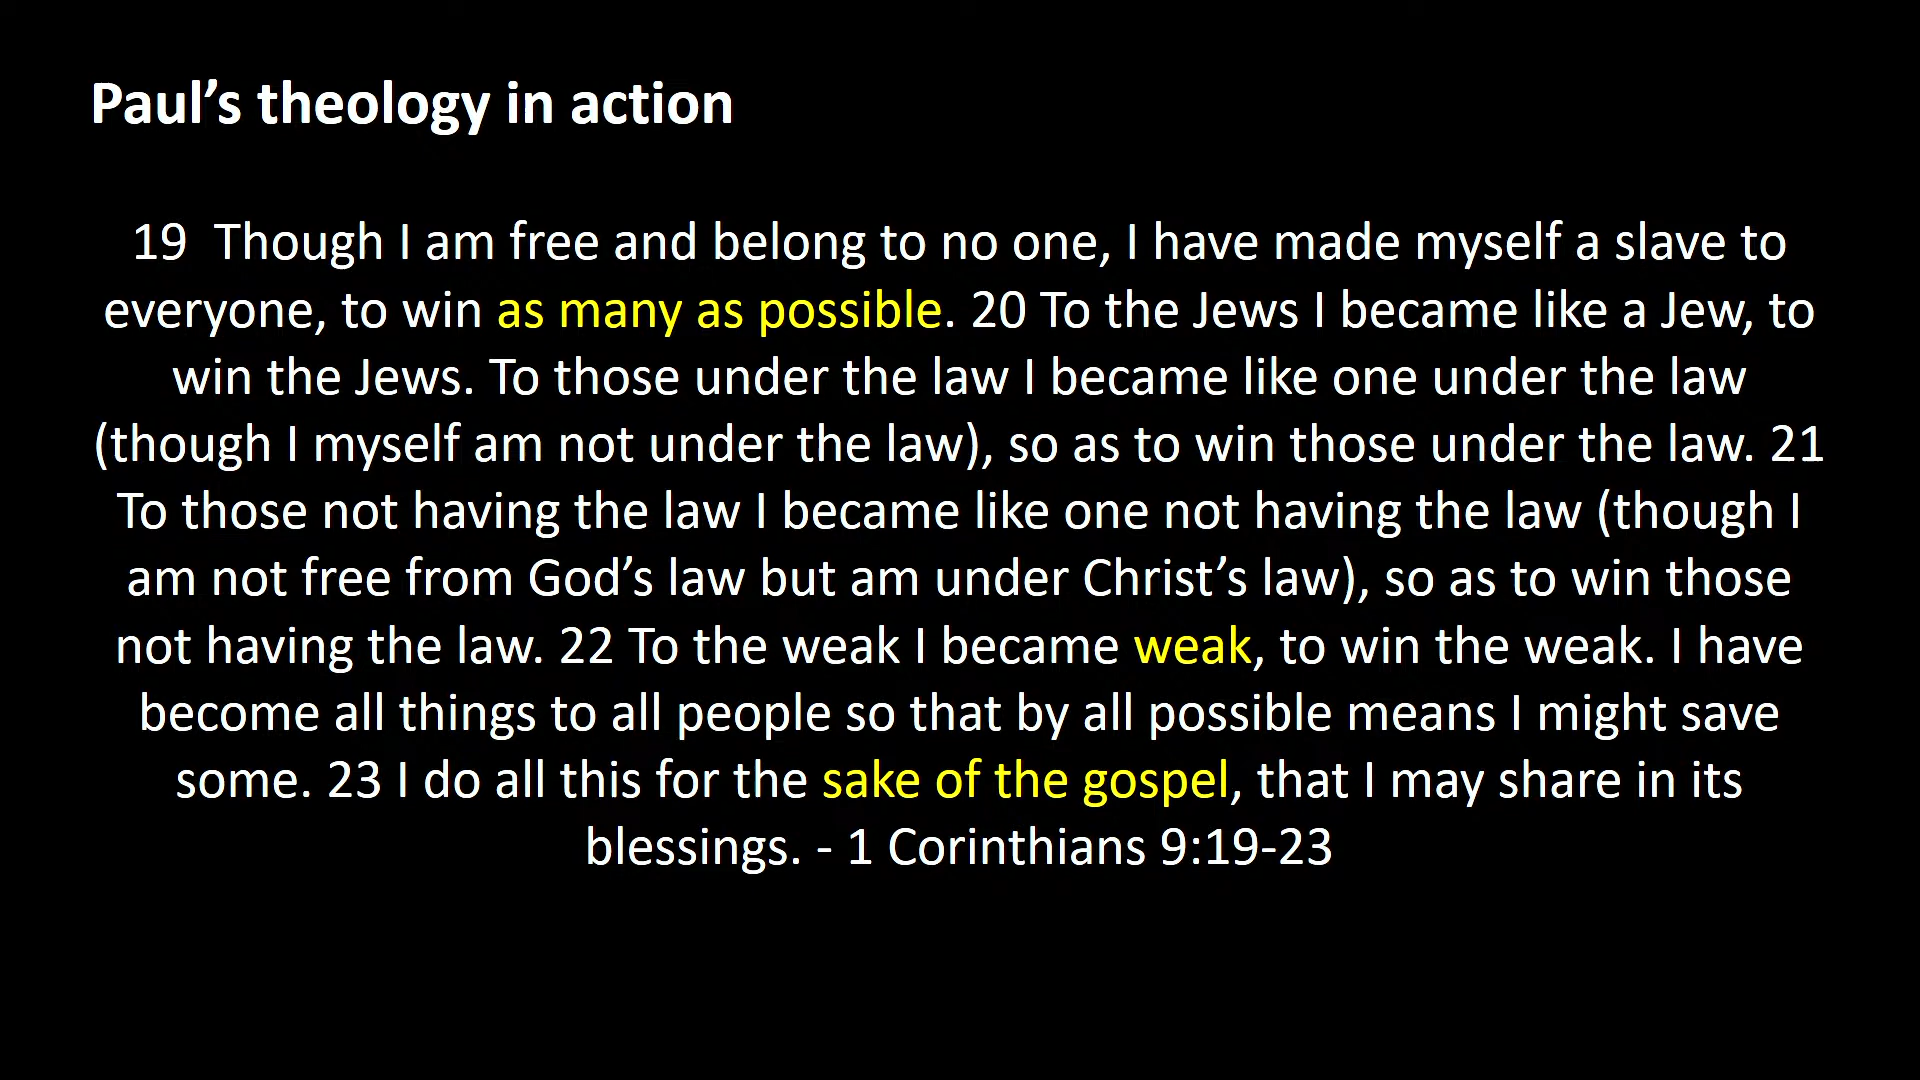 Paul’s theology in action
19  Though I am free and belong to no one, I have made myself a slave to
everyone, to win as many as possible. 20 To the Jews I became like a Jew, to
win the Jews. To those under the law I became like one under the law
(though I myself am not under the law), so as to win those under the law. 21
To those not having the law I became like one not having the law (though I
am not free from God’s law but am under Christ’s law), so as to win those
not having the law. 22 To the weak I became weak, to win the weak. I have
become all things to all people so that by all possible means I might save
some. 23 I do all this for the sake of the gospel, that I may share in its
blessings. - 1 Corinthians 9:19-23